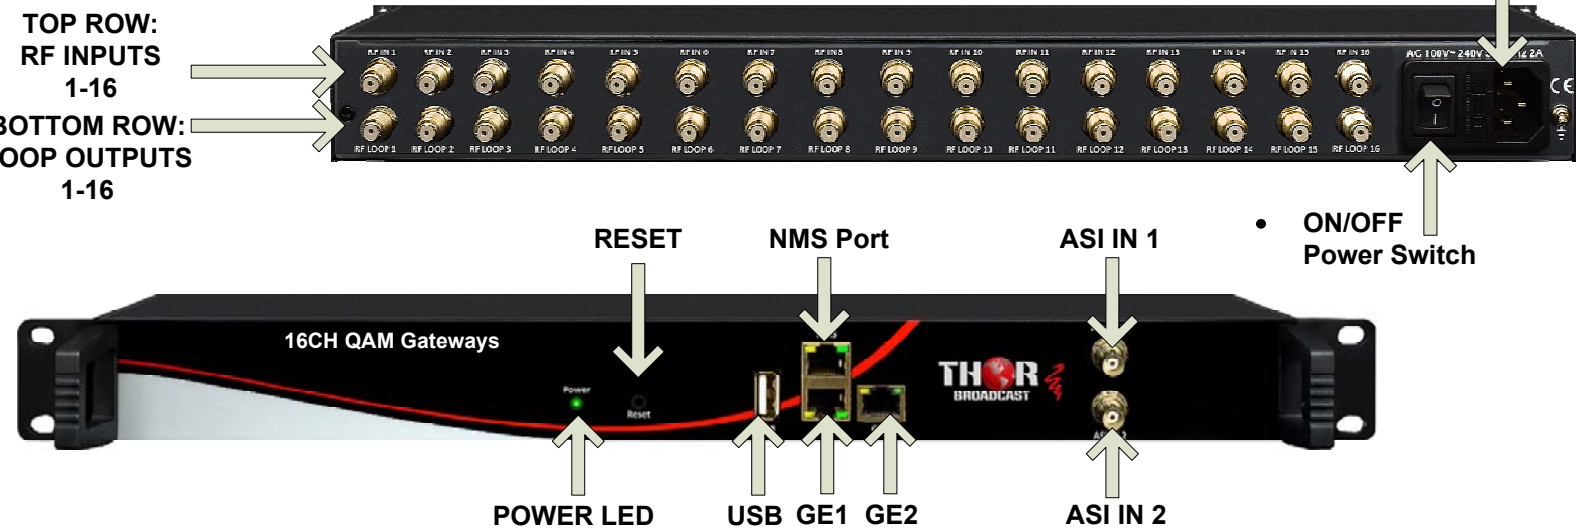 TOP ROW:
RF INPUTS
1-16
BOTTOM ROW:
LOOP OUTPUTS
1-16
RF IN 1 RF IN 2 RF IN 3 RF IN 4 RF IN 5 RF IN 6 RF IN 7 RF IN 8 RF IN 9 RF IN 10 RF IN 11 RF IN 12 RF IN 13 RF IN 14 RF IN 15 RF IN 16
AC 100V~240V 2A
CE
RF LOOP 1 RF LOOP 2 RF LOOP 3 RF LOOP 4 RF LOOP 5 RF LOOP 6 RF LOOP 7 RF LOOP 8 RF LOOP 9 RF LOOP 10 RF LOOP 11 RF LOOP 12 RF LOOP 13 RF LOOP 14 RF LOOP 15 RF LOOP 16
• ON/OFF
Power Switch
RESET NMS Port ASI IN 1
16CH QAM Gateways
Power
Reset
THOR
BROADCAST
POWER LED USB GE1 GE2 ASI IN 2